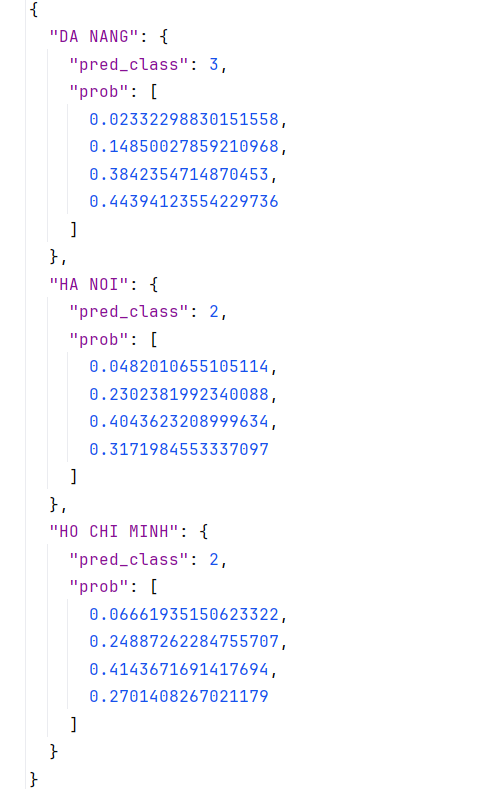 {
"DA NANG": {
"pred_class": 3,
"prob": [
0.02332298830151558,
0.14850027859210968,
0.3842354714870453,
0.44394123554229736
]
},
"HA NOI": {
"pred_class": 2,
"prob": [
0.0482010655105114,
0.2302381992340088,
0.4043623208999634,
0.3171984553337097
]
},
"HO CHI MINH": {
"pred_class": 2,
"prob": [
0.06661935150623322,
0.24887262284755707,
0.4143671691417694,
0.2701408267021179
]
}
}